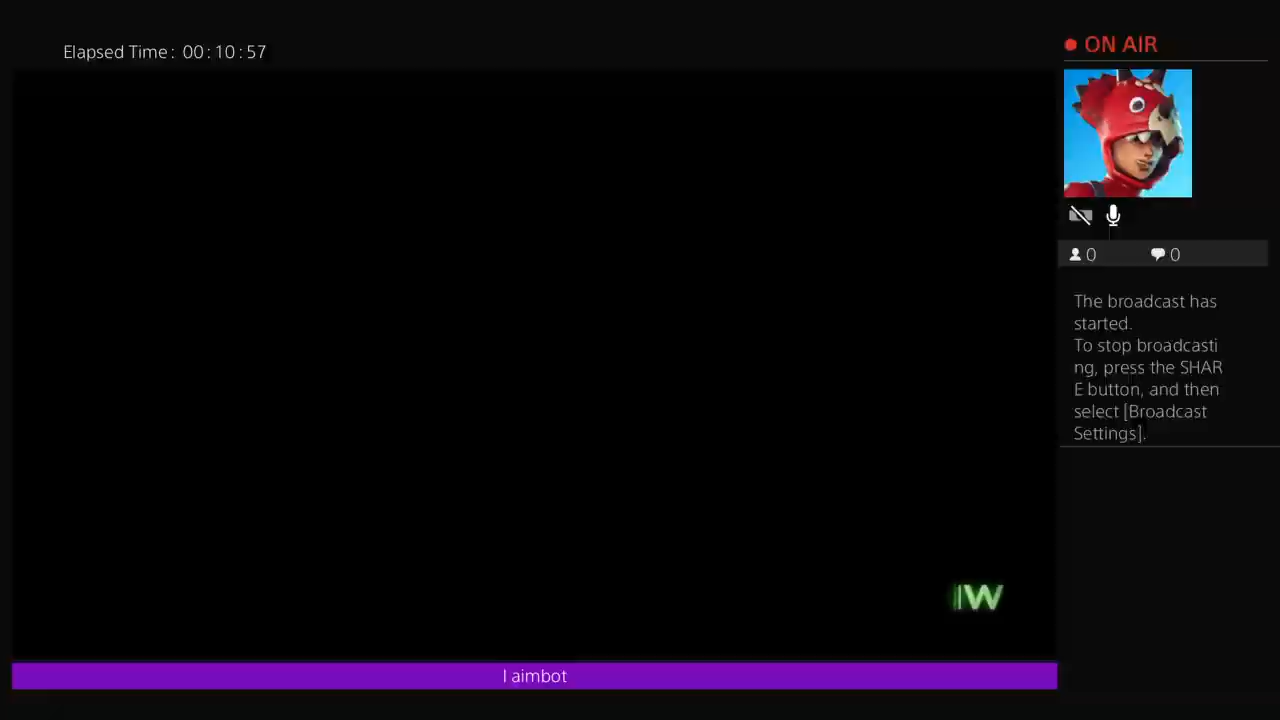 Elapsed Time: 00:10:57
ON AIR
0
0
The broadcast has
started.
To stop broadcasti
ng, press the SHAR
E button, and then
select [Broadcast
Settings].
IW
I aimbot